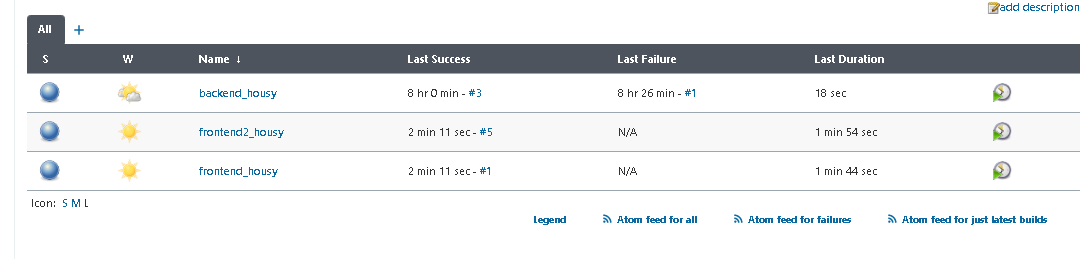 add description
All +
S W Name ↓ Last Success Last Failure Last Duration
backend_housy 8 hr 0 min - #3 8 hr 26 min - #1 18 sec
frontend2_housy 2 min 11 sec - #5 N/A 1 min 54 sec
frontend_housy 2 min 11 sec - #1 N/A 1 min 44 sec
Icon: S M L
Legend Atom feed for all Atom feed for failures Atom feed for just latest builds